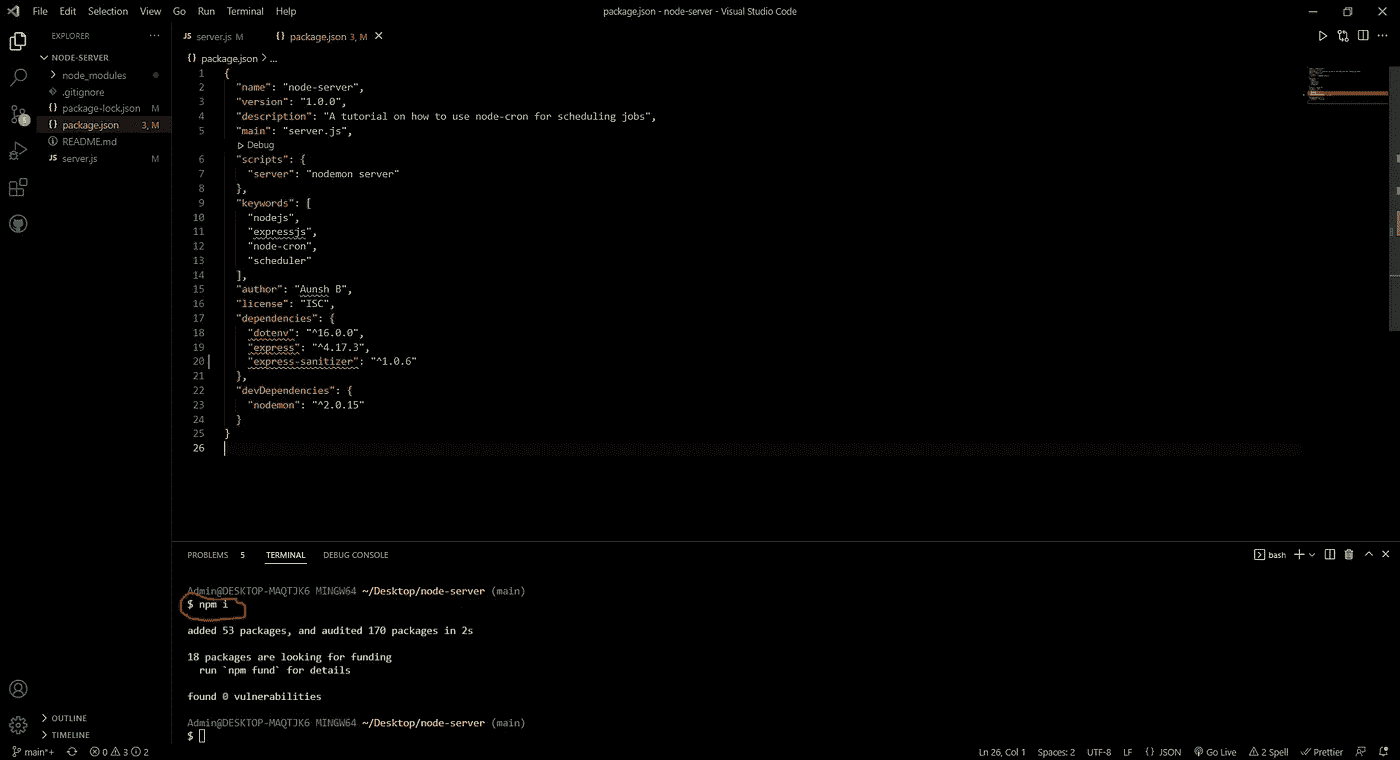 File Edit Selection View Go Run Terminal Help
package.json - node-server - Visual Studio Code
EXPLORER ...
NODE-SERVER
node_modules
.gitignore
package-lock.json M
package.json 3, M
README.md
JS server.js M
OUTLINE
TIMELINE
JS server.js M {} package.json 3, M
{} package.json > ...
1 {
2 "name": "node-server",
3 "version": "1.0.0",
4 "description": "A tutorial on how to use node-cron for scheduling jobs",
5 "main": "server.js",
Debug
6 "scripts": {
7 "server": "nodemon server"
8 },
9 "keywords": [
10 "nodejs",
11 "expressjs",
12 "node-cron",
13 "scheduler"
14 ],
15 "author": "Aunsh B",
16 "license": "ISC",
17 "dependencies": {
18 "dotenv": "^16.0.0",
19 "express": "^4.17.3",
20 "express-sanitizer": "^1.0.6"
21 },
22 "devDependencies": {
23 "nodemon": "^2.0.15"
24 }
25 }
26
PROBLEMS 5 TERMINAL DEBUG CONSOLE
bash
Admin@DESKTOP-MAQTJK6 MINGW64 ~/Desktop/node-server (main)
$ npm i
added 53 packages, and audited 170 packages in 2s
18 packages are looking for funding
run `npm fund` for details
found 0 vulnerabilities
Admin@DESKTOP-MAQTJK6 MINGW64 ~/Desktop/node-server (main)
$
main*+ 0 3 2
Ln 26, Col 1 Spaces: 2 UTF-8 LF {} JSON Go Live 2 Spell Prettier